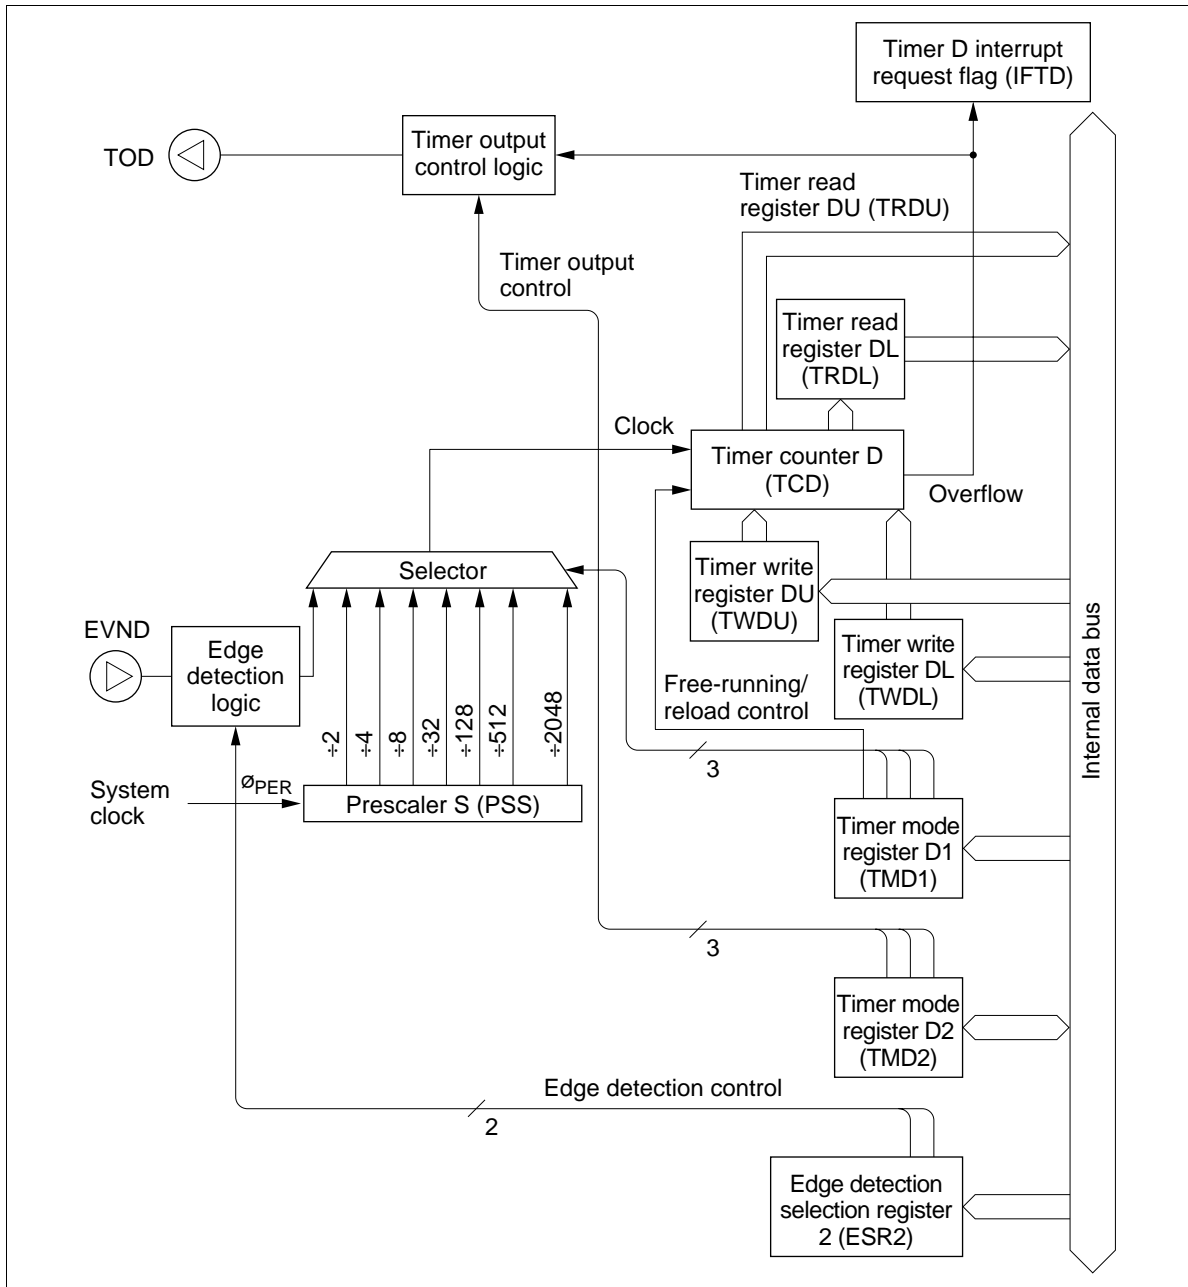 Timer D interrupt
request flag (IFTD)
TOD
Timer output
control logic
Timer read
register DU (TRDU)
Timer output
control
Timer read
register DL
(TRDL)
Clock
Timer counter D
(TCD)
Overflow
Selector
Timer write
register DU
(TWDU)
EVND
Edge
detection
logic
Timer write
register DL
(TWDL)
Free-running/
reload control
÷2
÷4
÷8
÷32
÷128
÷512
÷2048
3
System
clock
øPER
Prescaler S (PSS)
Timer mode
register D1
(TMD1)
Internal data bus
3
Timer mode
register D2
(TMD2)
Edge detection control
2
Edge detection
selection register
2 (ESR2)